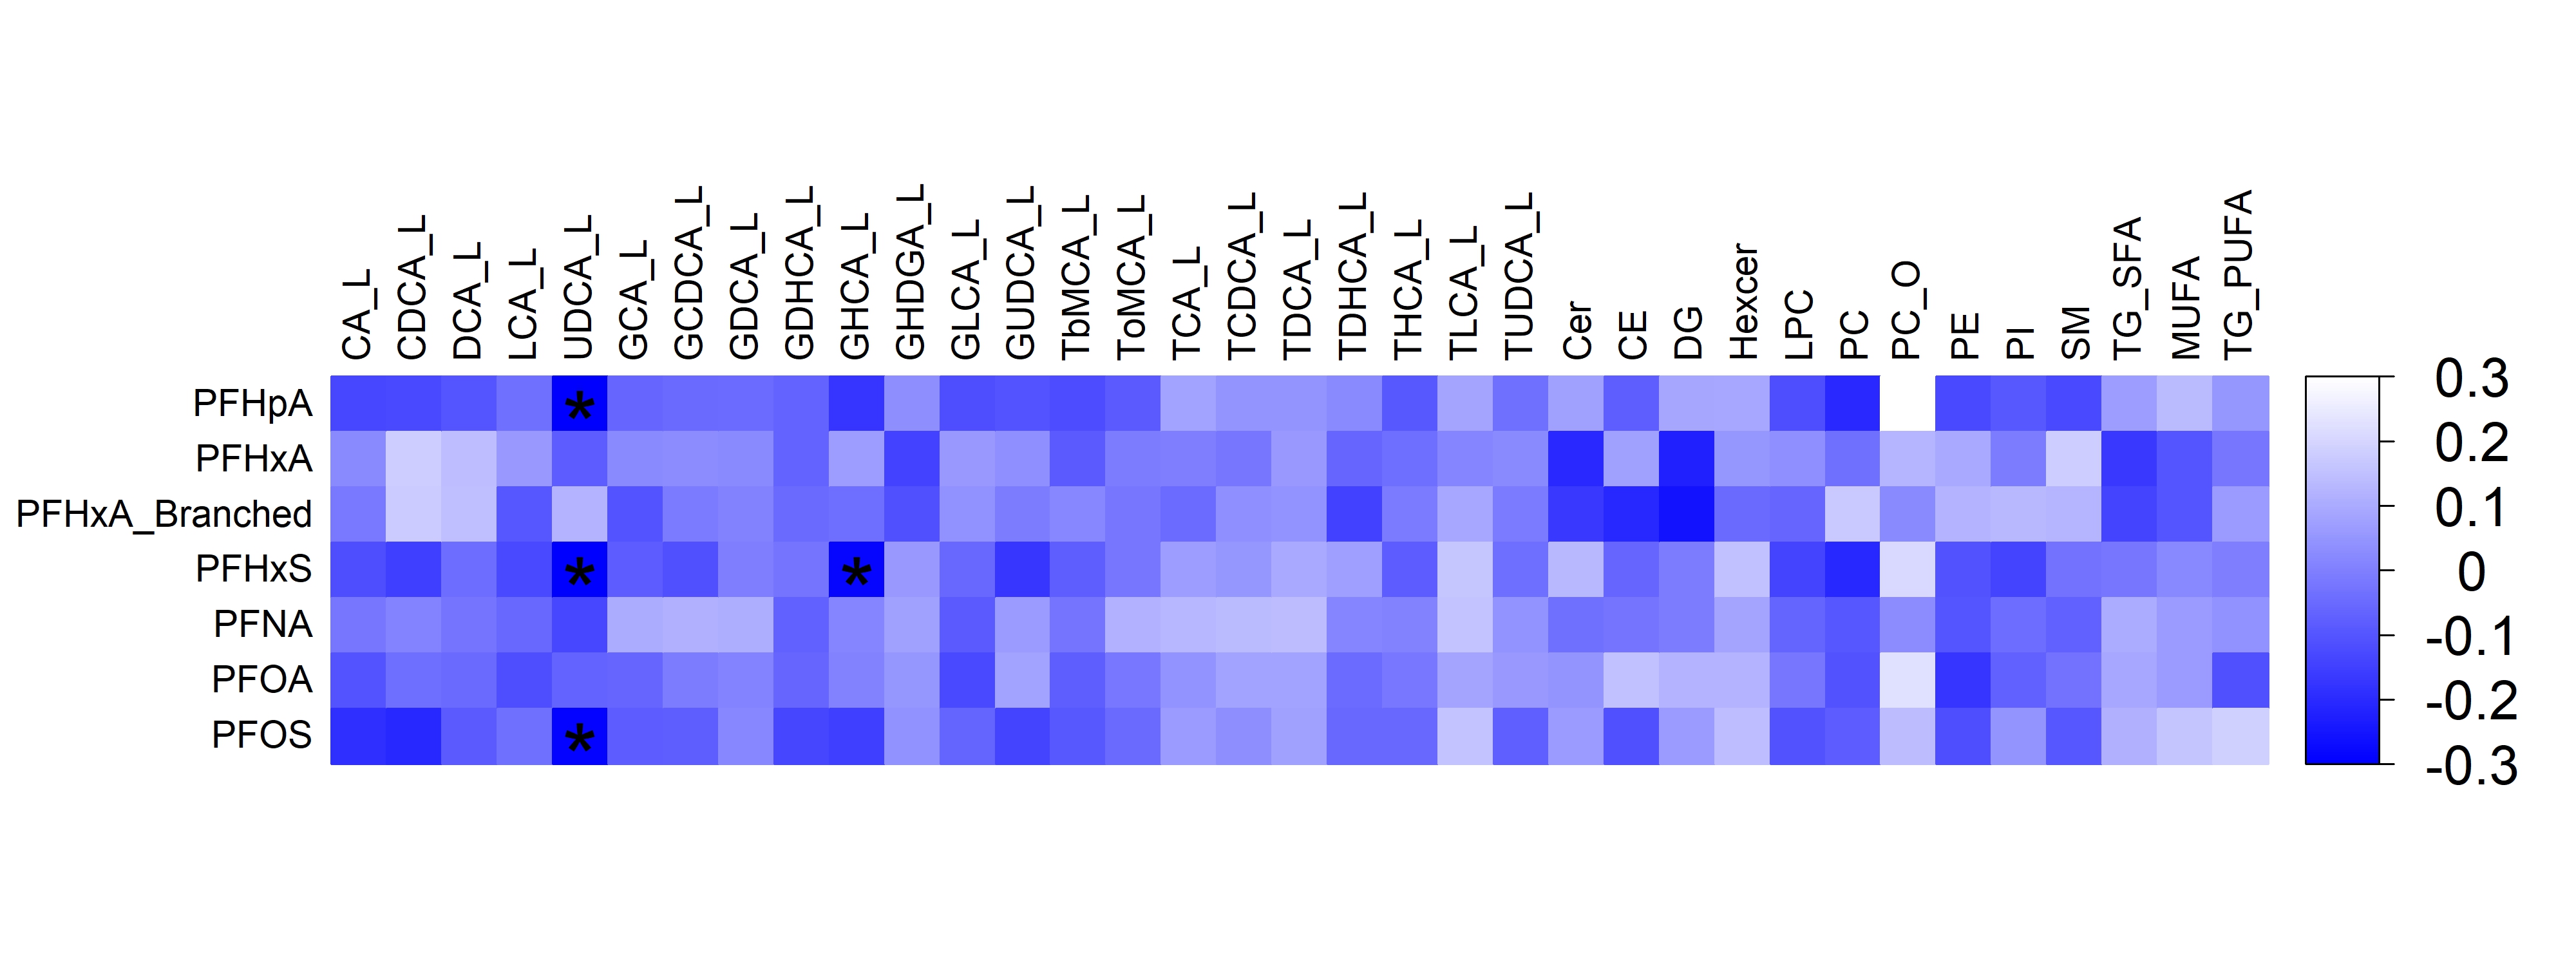 CA_L
CDCA_L
DCA_L
LCA_L
UDCA_L
GCA_L
GCDCA_L
GDCA_L
GDHCA_L
GHCA_L
GHDGA_L
GLCA_L
GUDCA_L
TbMCA_L
ToMCA_L
TCA_L
TCDCA_L
TDCA_L
TDHCA_L
THCA_L
TLCA_L
TUDCA_L
Cer
CE
DG
Hexcer
LPC
PC
PC_O
PE
PI
SM
TG_SFA
MUFA
TG_PUFA
PFHpA
*
PFHxA
PFHxA_Branched
PFHxS
*
*
PFNA
PFOA
PFOS
*
0.3
0.2
0.1
0
-0.1
-0.2
-0.3